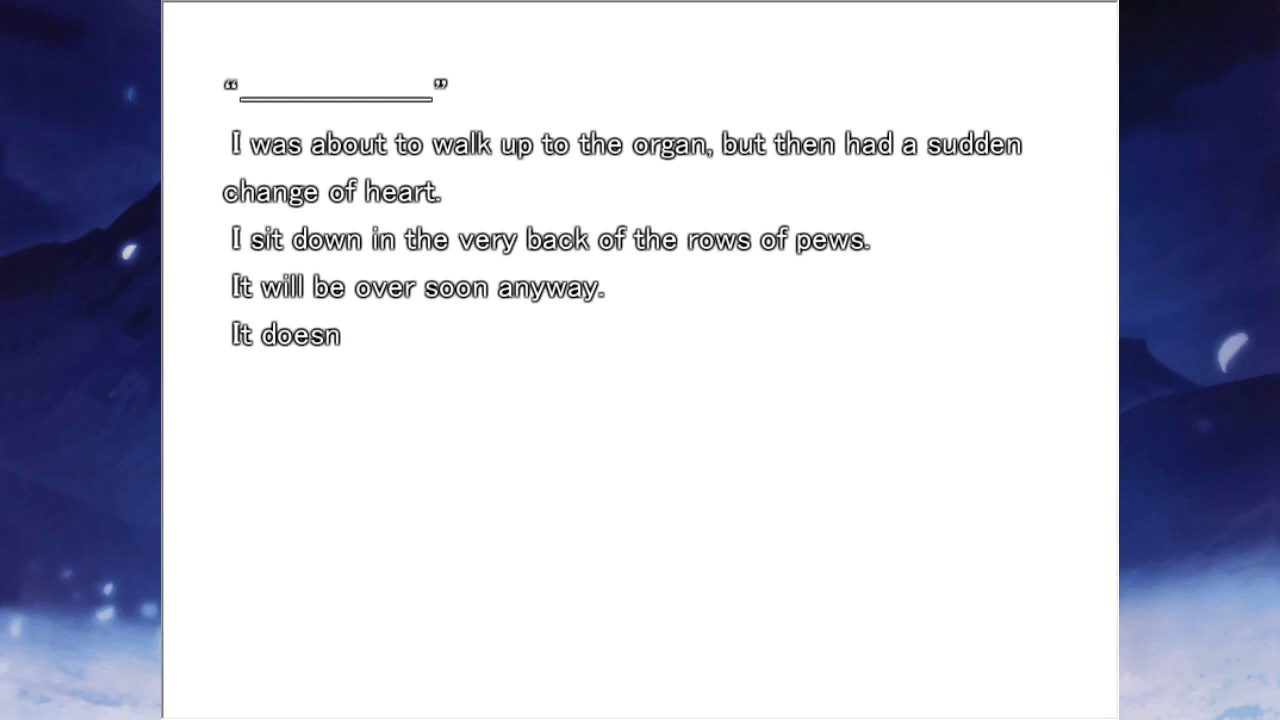 “____________”
I was about to walk up to the organ, but then had a sudden
change of heart.
I sit down in the very back of the rows of pews.
It will be over soon anyway.
It doesn